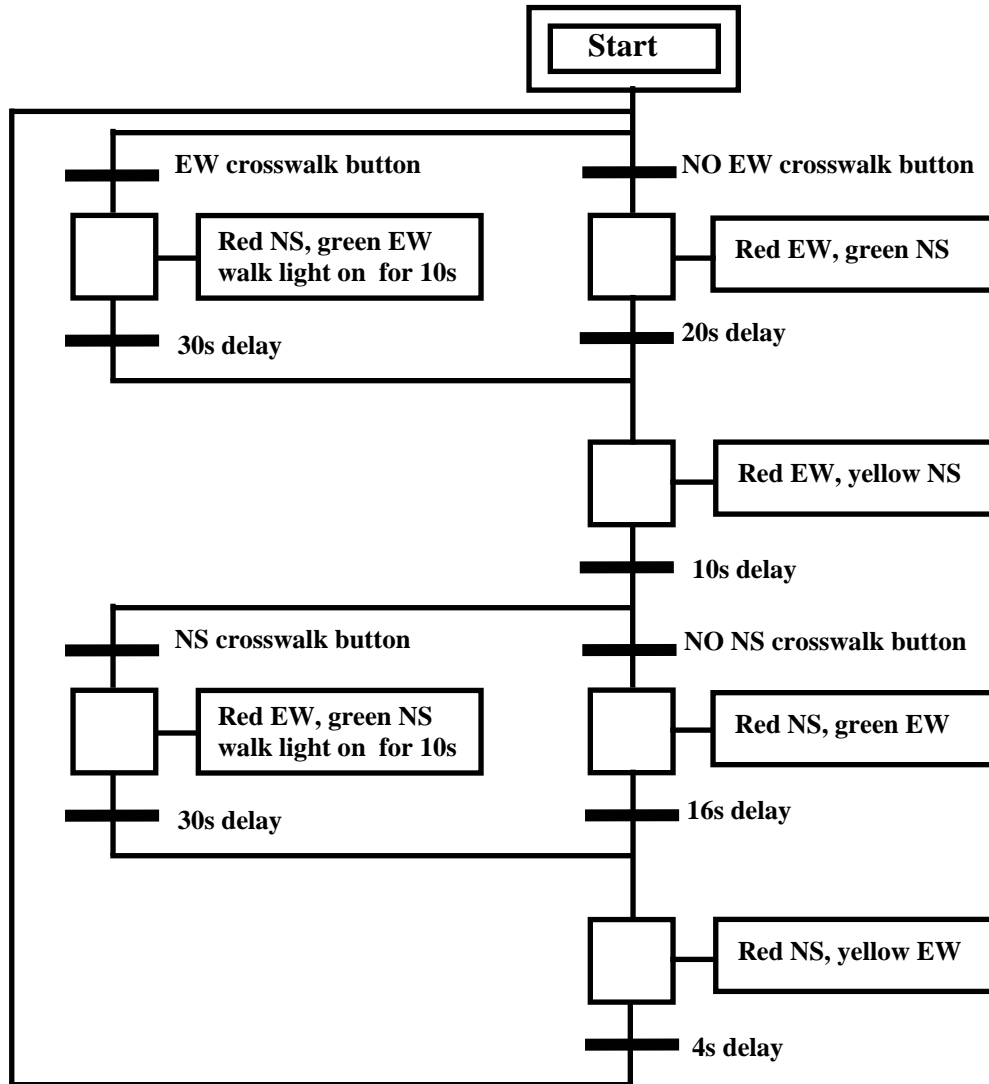 Start
EW crosswalk button
NO EW crosswalk button
Red NS, green EW
walk light on for 10s
Red EW, green NS
30s delay
20s delay
Red EW, yellow NS
10s delay
NS crosswalk button
NO NS crosswalk button
Red EW, green NS
walk light on for 10s
Red NS, green EW
30s delay
16s delay
Red NS, yellow EW
4s delay